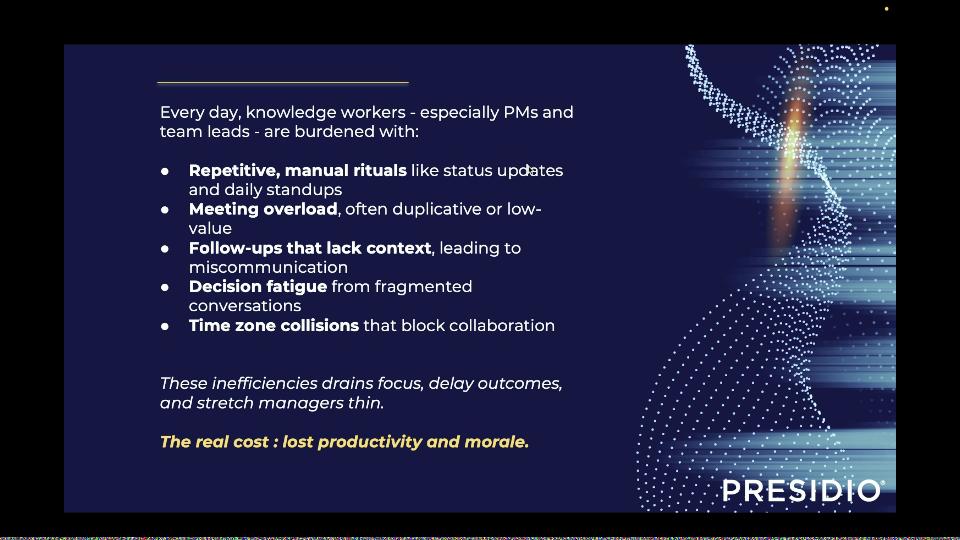 Every day, knowledge workers - especially PMs and
team leads - are burdened with:
● Repetitive, manual rituals like status updates
and daily standups
● Meeting overload, often duplicative or low-
value
● Follow-ups that lack context, leading to
miscommunication
● Decision fatigue from fragmented
conversations
● Time zone collisions that block collaboration
These inefficiencies drains focus, delay outcomes,
and stretch managers thin.
The real cost : lost productivity and morale.
PRESIDIO®